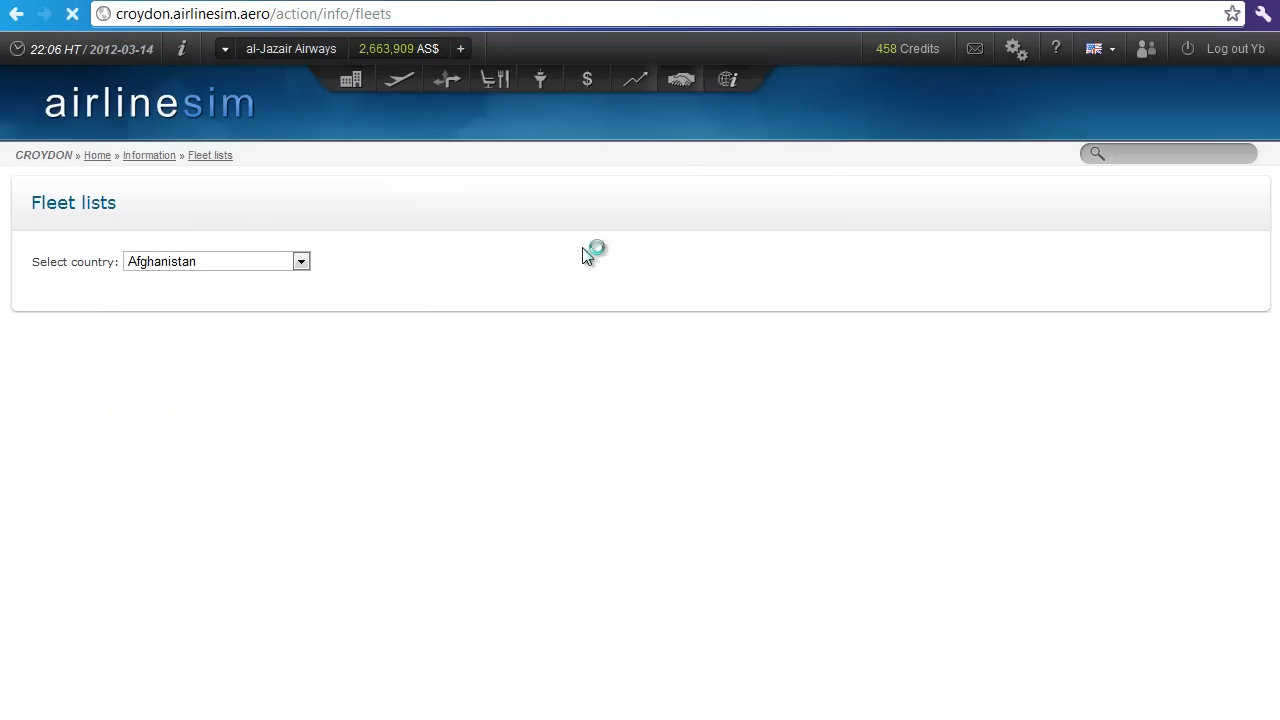 croydon.airlinesim.aero/action/info/fleets
22:06 HT / 2012-03-14 i al-Jazair Airways 2,663,909 AS$ + 458 Credits ? Log out Yb
$ i
airlinesim
CROYDON » Home » Information » Fleet lists
Fleet lists
Select country: Afghanistan